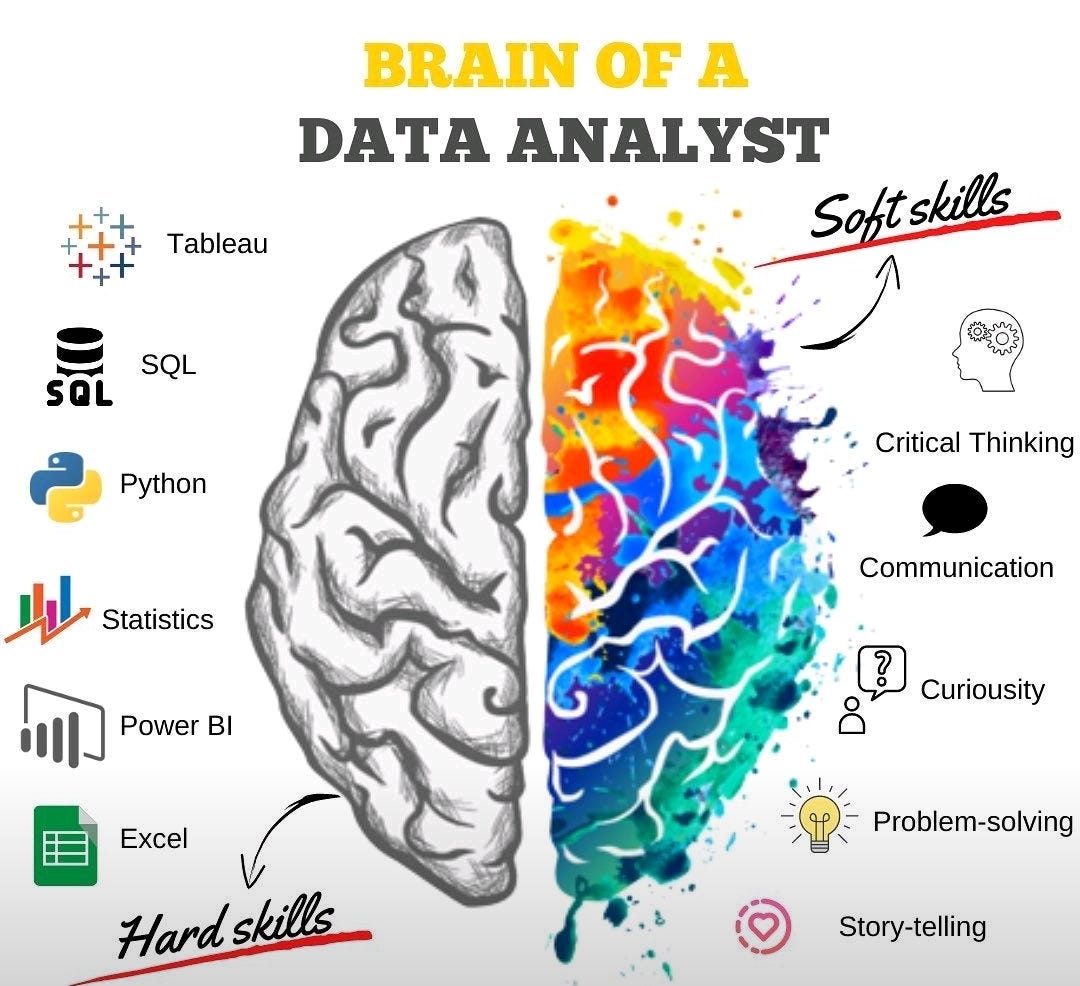 BRAIN OF A
DATA ANALYST
Soft skills
Tableau
SQL
SQL
Python
Statistics
Power BI
Excel
Hard skills
Critical Thinking
Communication
?
Curiousity
Problem-solving
Story-telling